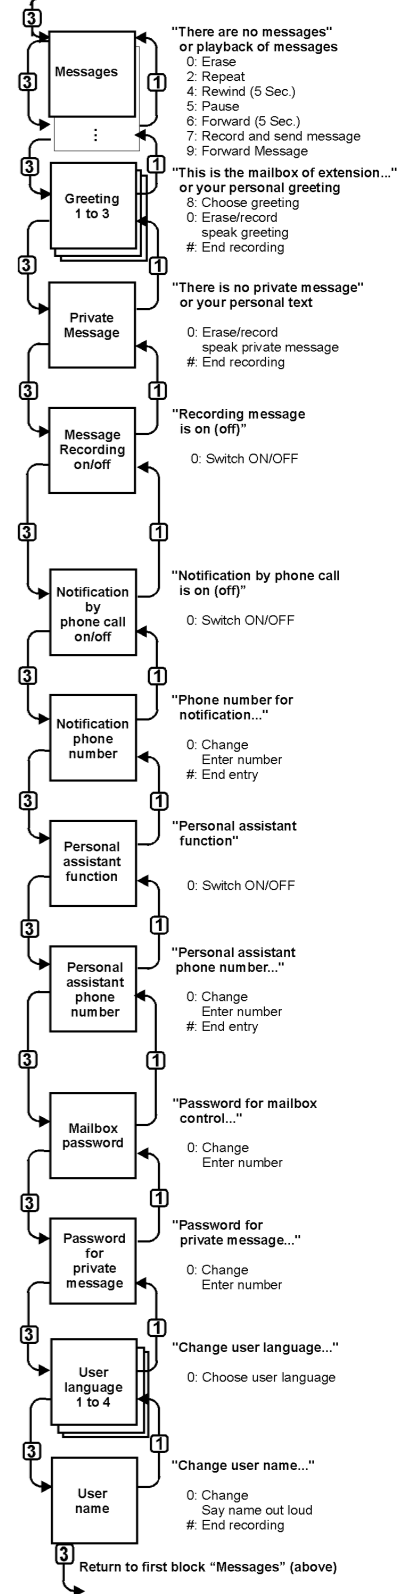 3
"There are no messages"
or playback of messages
0: Erase
2: Repeat
4: Rewind (5 Sec.)
5: Pause
6: Forward (5 Sec.)
7: Record and send message
9: Forward Message
Messages
3
1
⋮
3
1
"This is the mailbox of extension..."
or your personal greeting
8: Choose greeting
0: Erase/record
speak greeting
#: End recording
Greeting
1 to 3
3
1
"There is no private message"
or your personal text
0: Erase/record
speak private message
#: End recording
Private
Message
3
1
"Recording message
is on (off)”
0: Switch ON/OFF
Message
Recording
on/off
3
1
"Notification by phone call
is on (off)”
0: Switch ON/OFF
Notification
by
phone call
on/off
3
1
"Phone number for
notification..."
0: Change
Enter number
#: End entry
Notification
phone
number
3
1
"Personal assistant
function"
0: Switch ON/OFF
Personal
assistant
function
3
1
"Personal assistant
phone number..."
0: Change
Enter number
#: End entry
Personal
assistant
phone
number
3
1
"Password for mailbox
control..."
0: Change
Enter number
Mailbox
password
3
1
"Password for
private message..."
0: Change
Enter number
Password
for
private
message
3
1
"Change user language..."
0: Choose user language
User
language
1 to 4
3
1
"Change user name..."
0: Change
Say name out loud
#: End recording
User
name
3
Return to first block “Messages” (above)